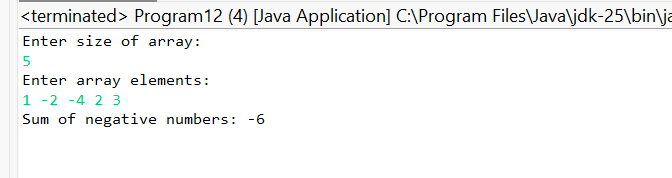 <terminated> Program12 (4) [Java Application] C:\Program Files\Java\jdk-25\bin\ja
Enter size of array:
5
Enter array elements:
1 -2 -4 2 3
Sum of negative numbers: -6